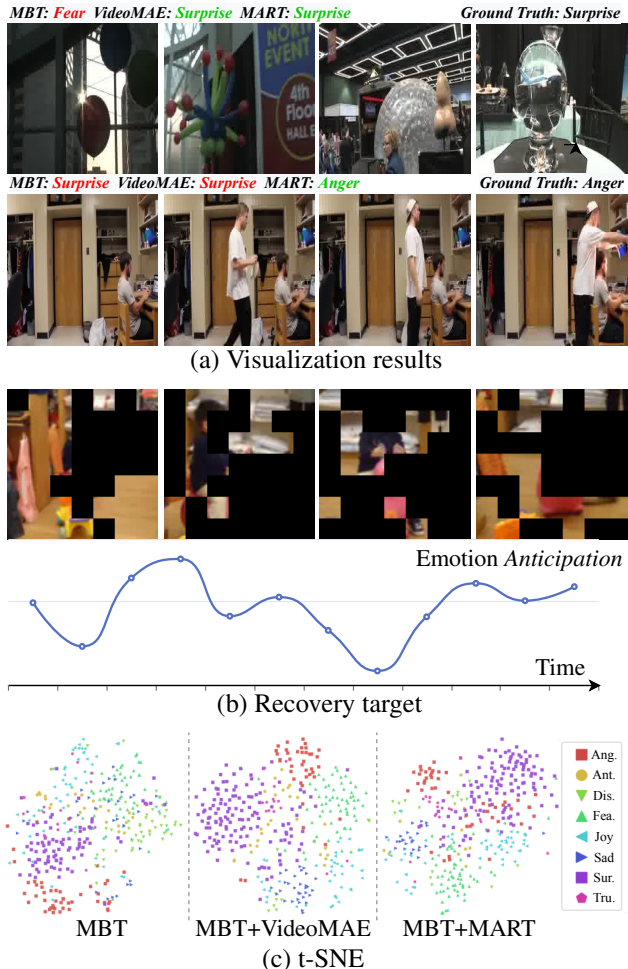 MBT: Fear VideoMAE: Surprise MART: Surprise Ground Truth: Surprise
NORTH
EVENT
4th
Floor
HALL E
MBT: Surprise VideoMAE: Surprise MART: Anger Ground Truth: Anger
(a) Visualization results
Emotion Anticipation
Time
(b) Recovery target
Ang.
Ant.
Dis.
Fea.
Joy
Sad
Sur.
Tru.
MBT MBT+VideoMAE MBT+MART
(c) t-SNE